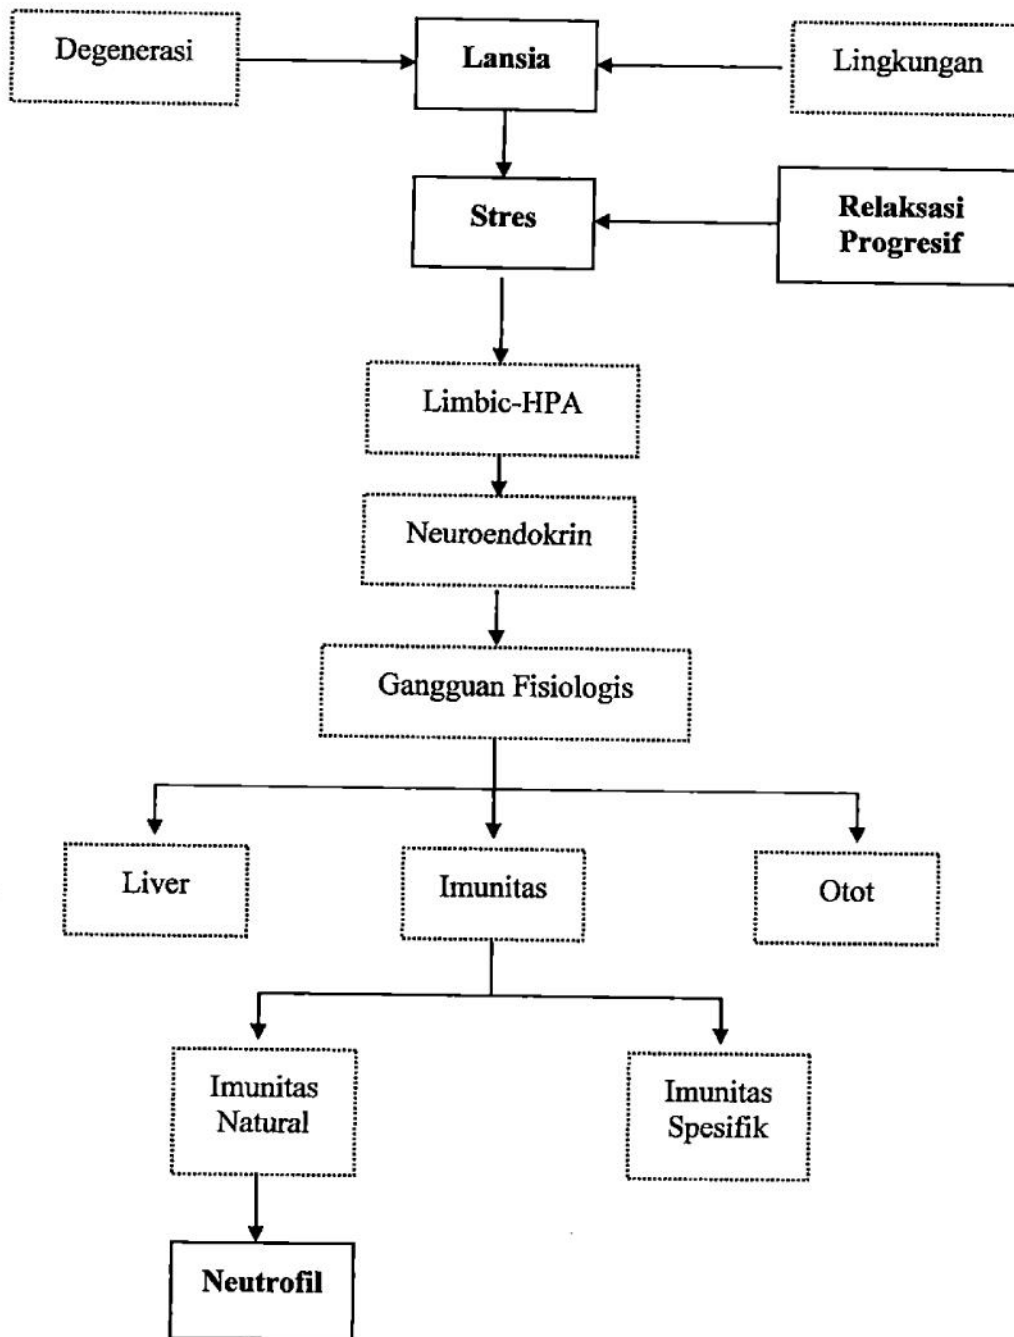 Degenerasi
Lansia
Lingkungan
Stres
Relaksasi
Progresif
Limbic-HPA
Neuroendokrin
Gangguan Fisiologis
Liver
Imunitas
Otot
Imunitas
Natural
Imunitas
Spesifik
Neutrofil